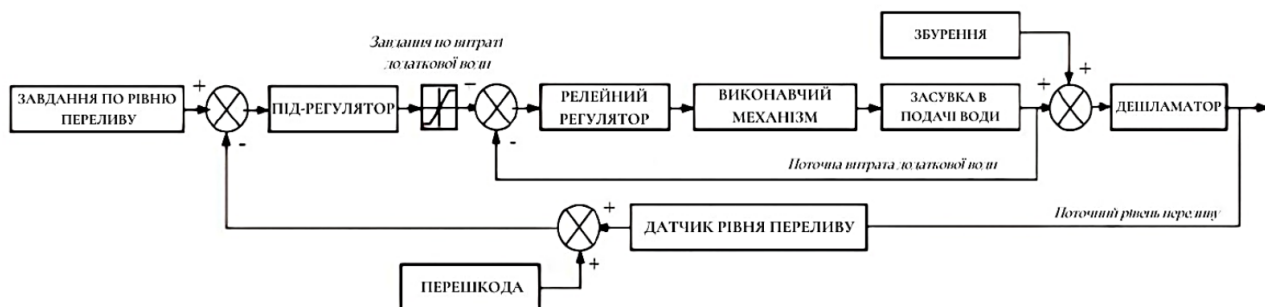 ЗБУРЕННЯ
Завдання по витраті
додаткової води
ЗАВДАННЯ ПО РІВНЮ
ПЕРЕЛИВУ
+
-
ПІД-РЕГУЛЯТОР
-
-
РЕЛЕЙНИЙ
РЕГУЛЯТОР
ВИКОНАВЧИЙ
МЕХАНІЗМ
ЗАСУВКА В
ПОДАЧІ ВОДИ
+
+
ДЕШЛАМАТОР
Поточна витрата додаткової води
Поточний рівень переливу
ДАТЧИК РІВНЯ ПЕРЕЛИВУ
+
+
ПЕРЕШКОДА